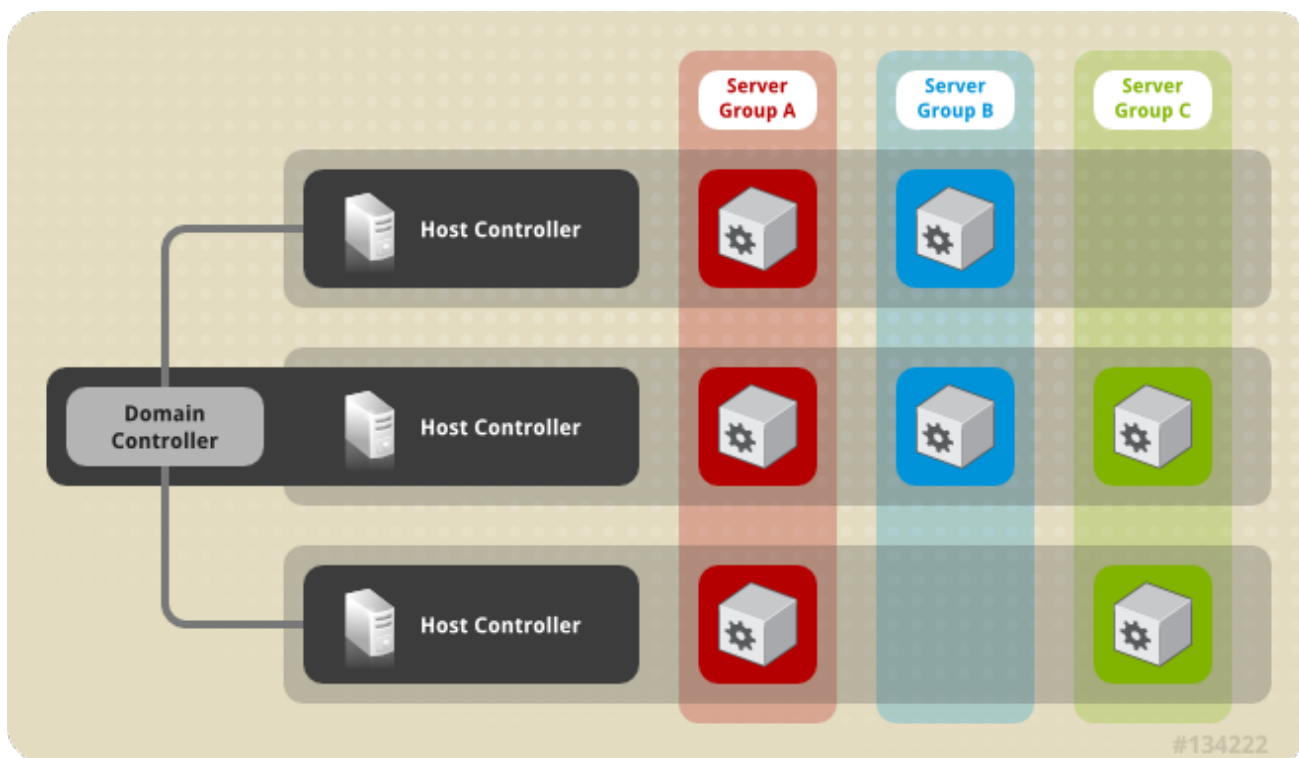 Server
Group A
Server
Group B
Server
Group C
Host Controller
Domain
Controller
Host Controller
Host Controller
#134222